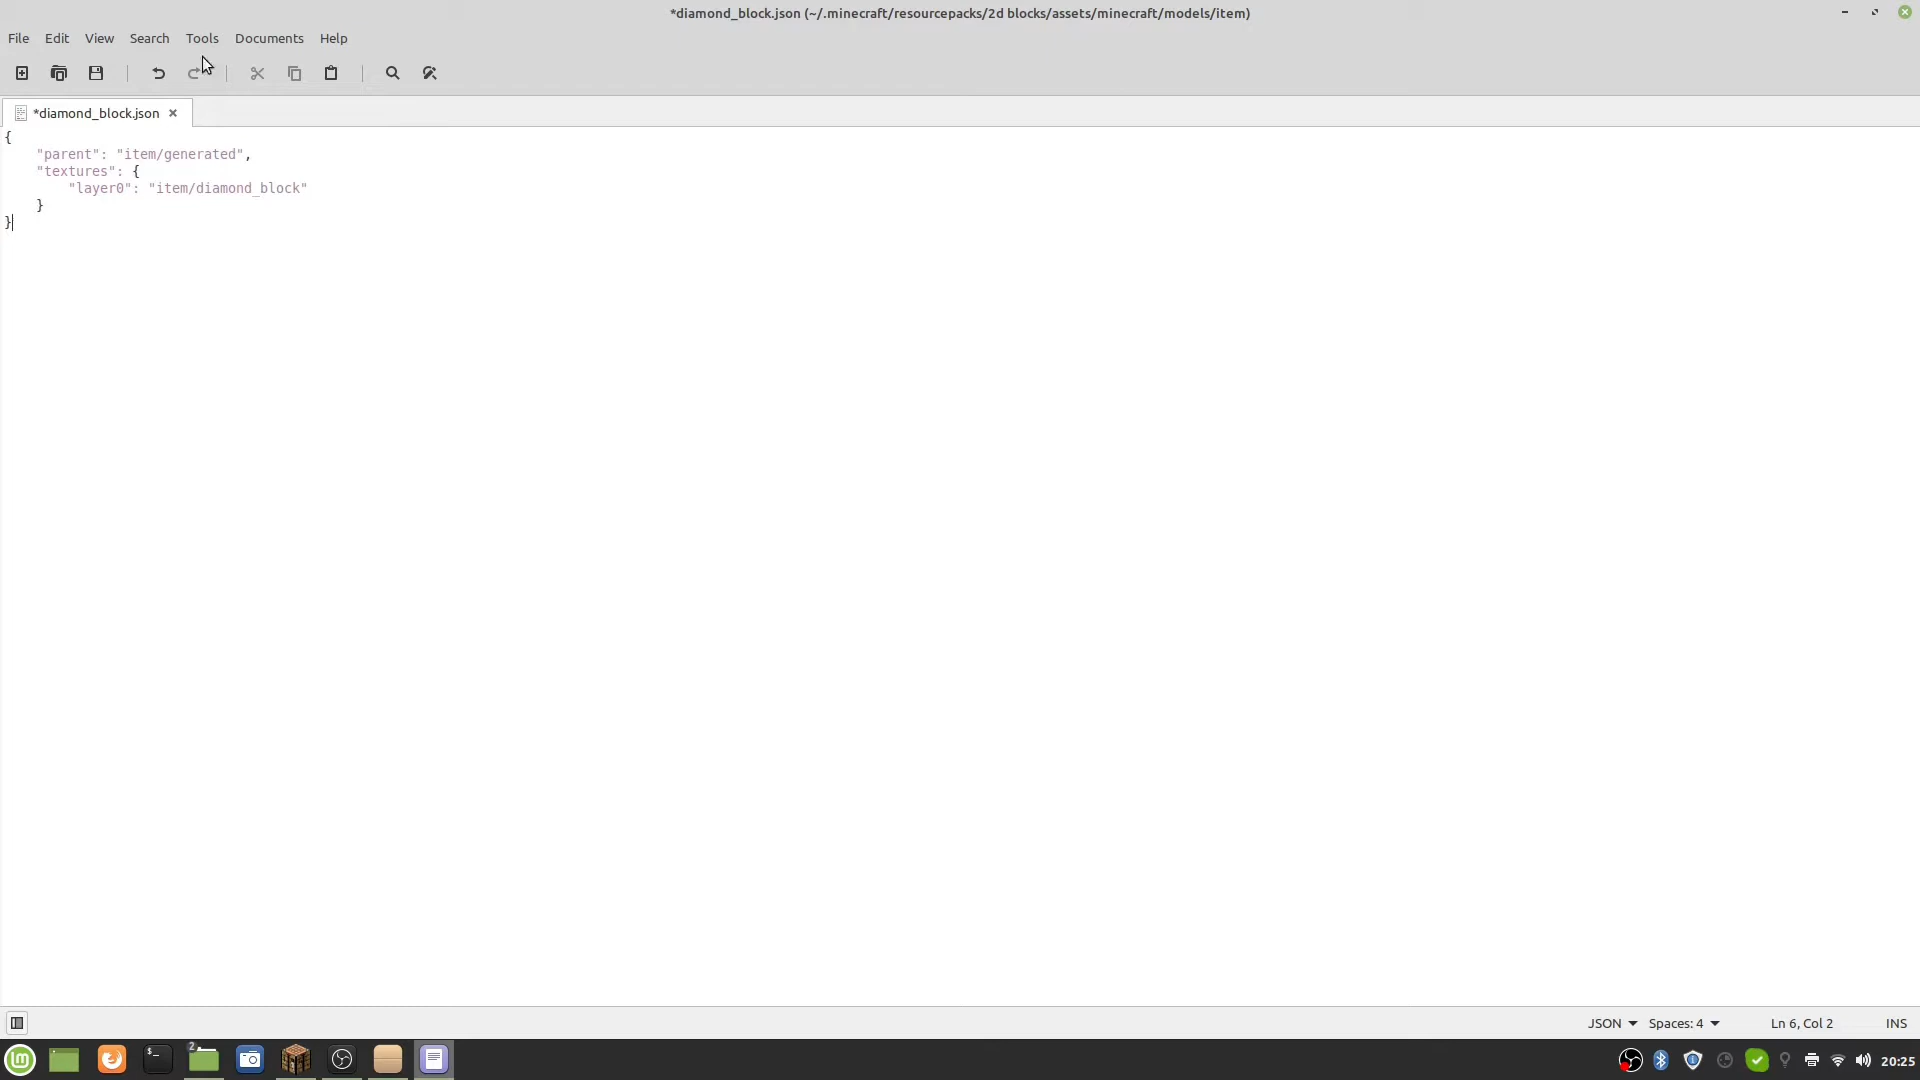 *diamond_block.json (~/.minecraft/resourcepacks/2d blocks/assets/minecraft/models/item)
File Edit View Search Tools Documents Help
*diamond_block.json
{
    "parent": "item/generated",
    "textures": {
        "layer0": "item/diamond_block"
    }
}
JSON Spaces: 4 Ln 6, Col 2 INS
2
20:25